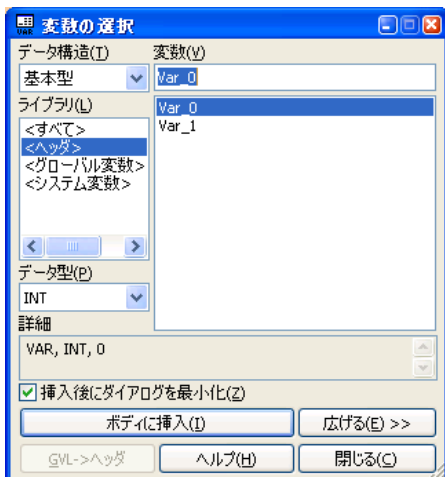 VAR 変数の選択
データ構造(T)
変数(V)
基本型
Var_0
ライブラリ(L)
<すべて>
<ヘッダ>
<グローバル変数>
<システム変数>
Var_0
Var_1
データ型(P)
INT
詳細
VAR, INT, 0
挿入後にダイアログを最小化(Z)
ボディに挿入(I)
広げる(E) >>
GVL->ヘッダ
ヘルプ(H)
閉じる(C)